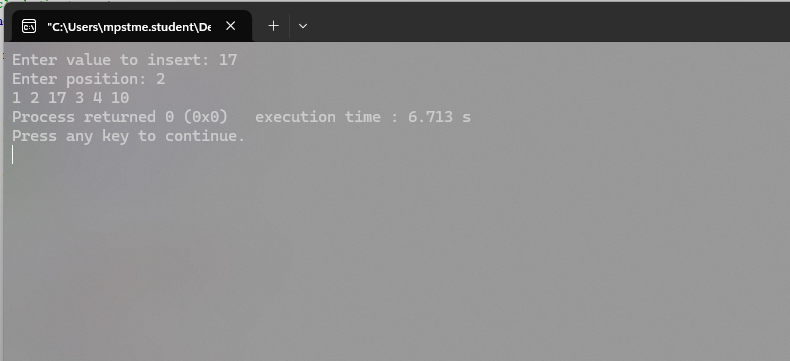 "C:\Users\mpstme.student\De
Enter value to insert: 17
Enter position: 2
1 2 17 3 4 10
Process returned 0 (0x0)   execution time : 6.713 s
Press any key to continue.